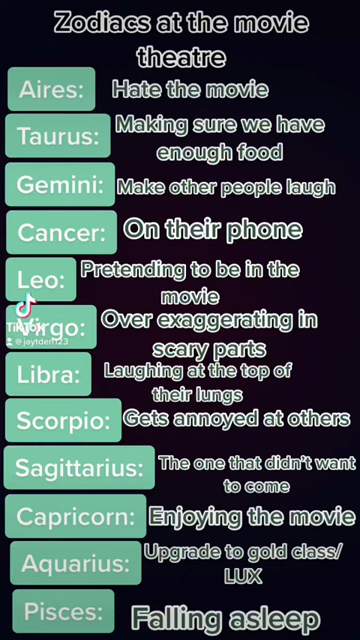 Zodiacs at the movie
theatre
Aires: Hate the movie
Taurus: Making sure we have
enough food
Gemini: Make other people laugh
Cancer: On their phone
Leo: Pretending to be in the
movie
Virgo: Over exaggerating in
scary parts
TikTok
@jaytden123
Libra: Laughing at the top of
their lungs
Scorpio: Gets annoyed at others
Sagittarius: The one that didn't want
to come
Capricorn: Enjoying the movie
Aquarius: Upgrade to gold class/
LUX
Pisces: Falling asleep